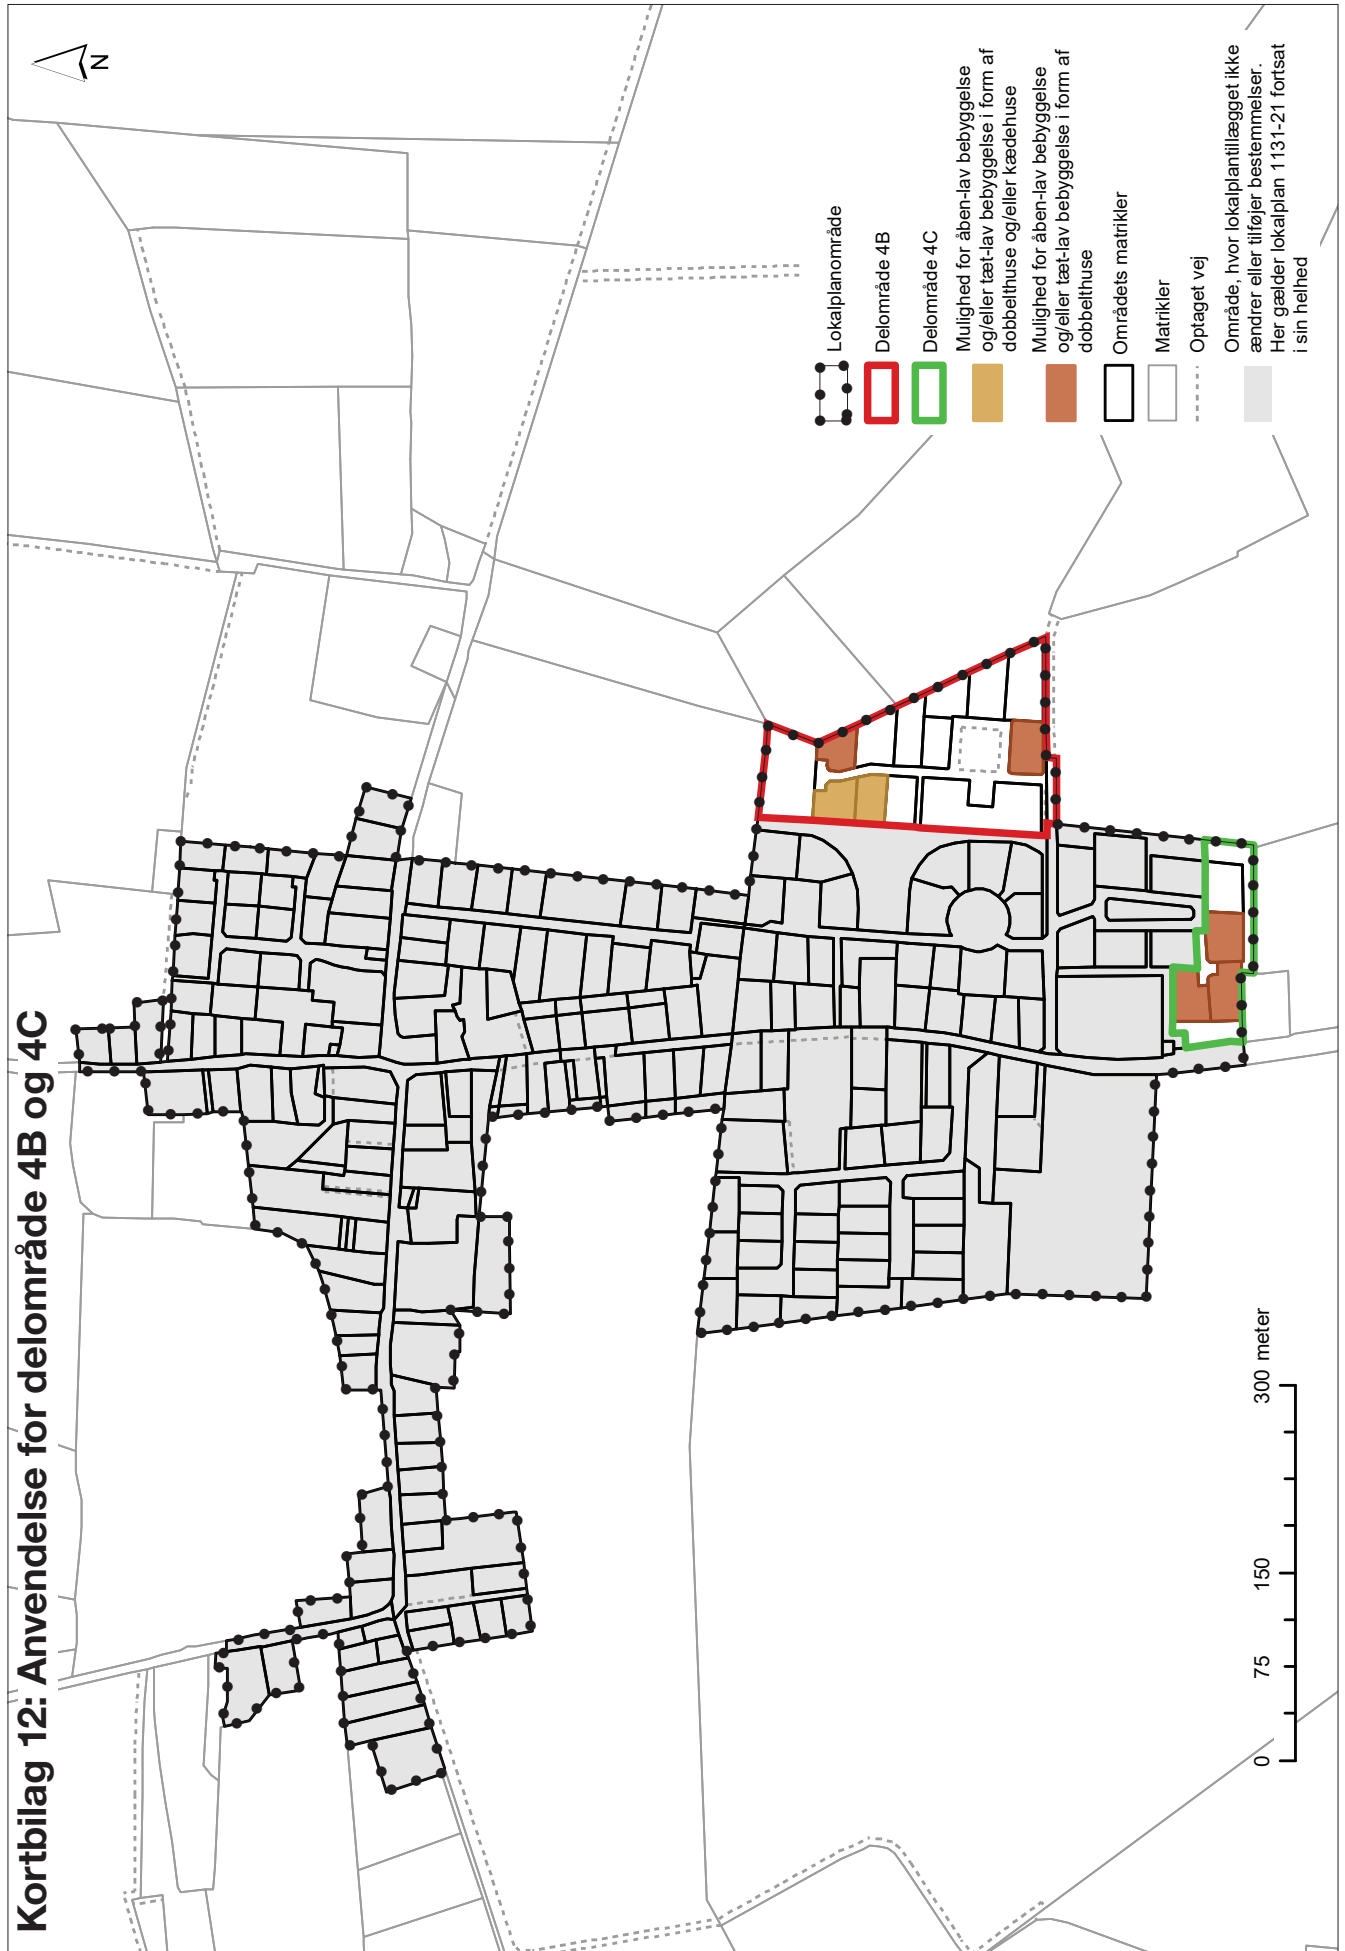 Kortbilag 12: Anvendelse for delområde 4B og 4C
N
Lokalplanområde
Delområde 4B
Delområde 4C
Mulighed for åben-lav bebyggelse
og/eller tæt-lav bebyggelse i form af
dobbelthuse og/eller kædehuse
Mulighed for åben-lav bebyggelse
og/eller tæt-lav bebyggelse i form af
dobbelthuse
Områdets matrikler
Matrikler
Optaget vej
Område, hvor lokalplantillægget ikke
ændrer eller tilføjer bestemmelser.
Her gælder lokalplan 1131-21 fortsat
i sin helhed
0 75 150 300 meter